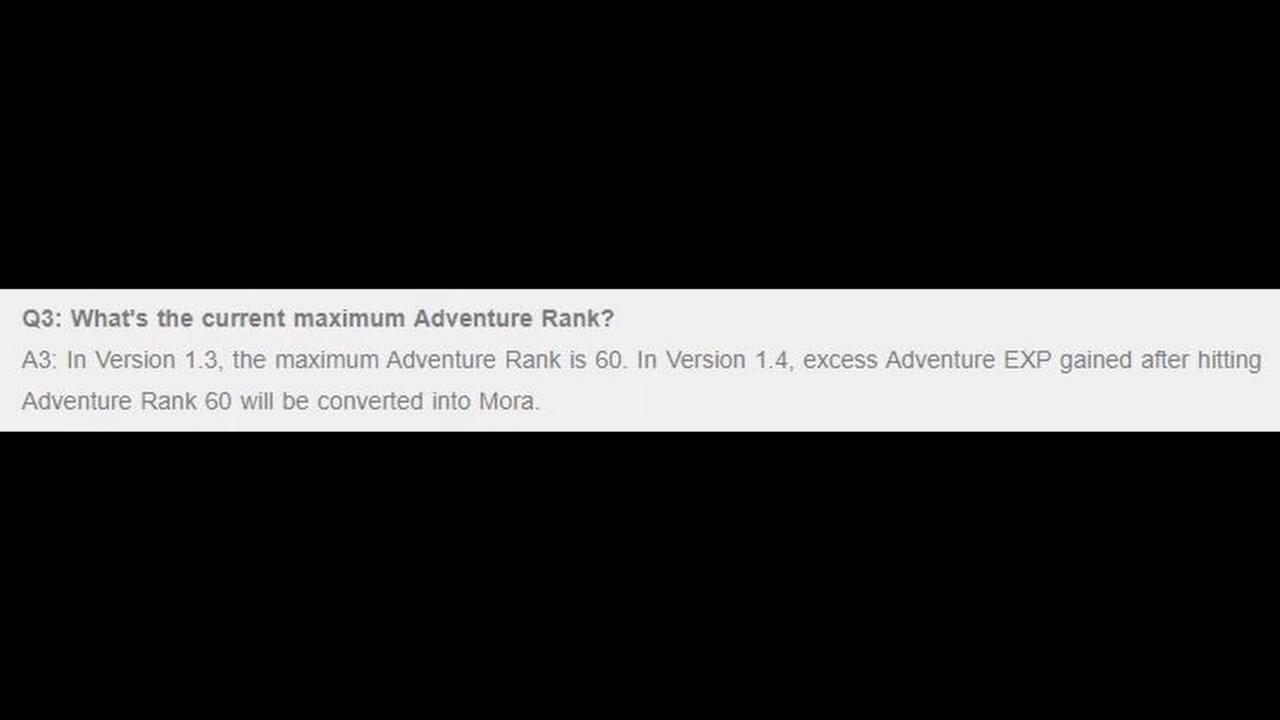 Q3: What's the current maximum Adventure Rank?
A3: In Version 1.3, the maximum Adventure Rank is 60. In Version 1.4, excess Adventure EXP gained after hitting
Adventure Rank 60 will be converted into Mora.